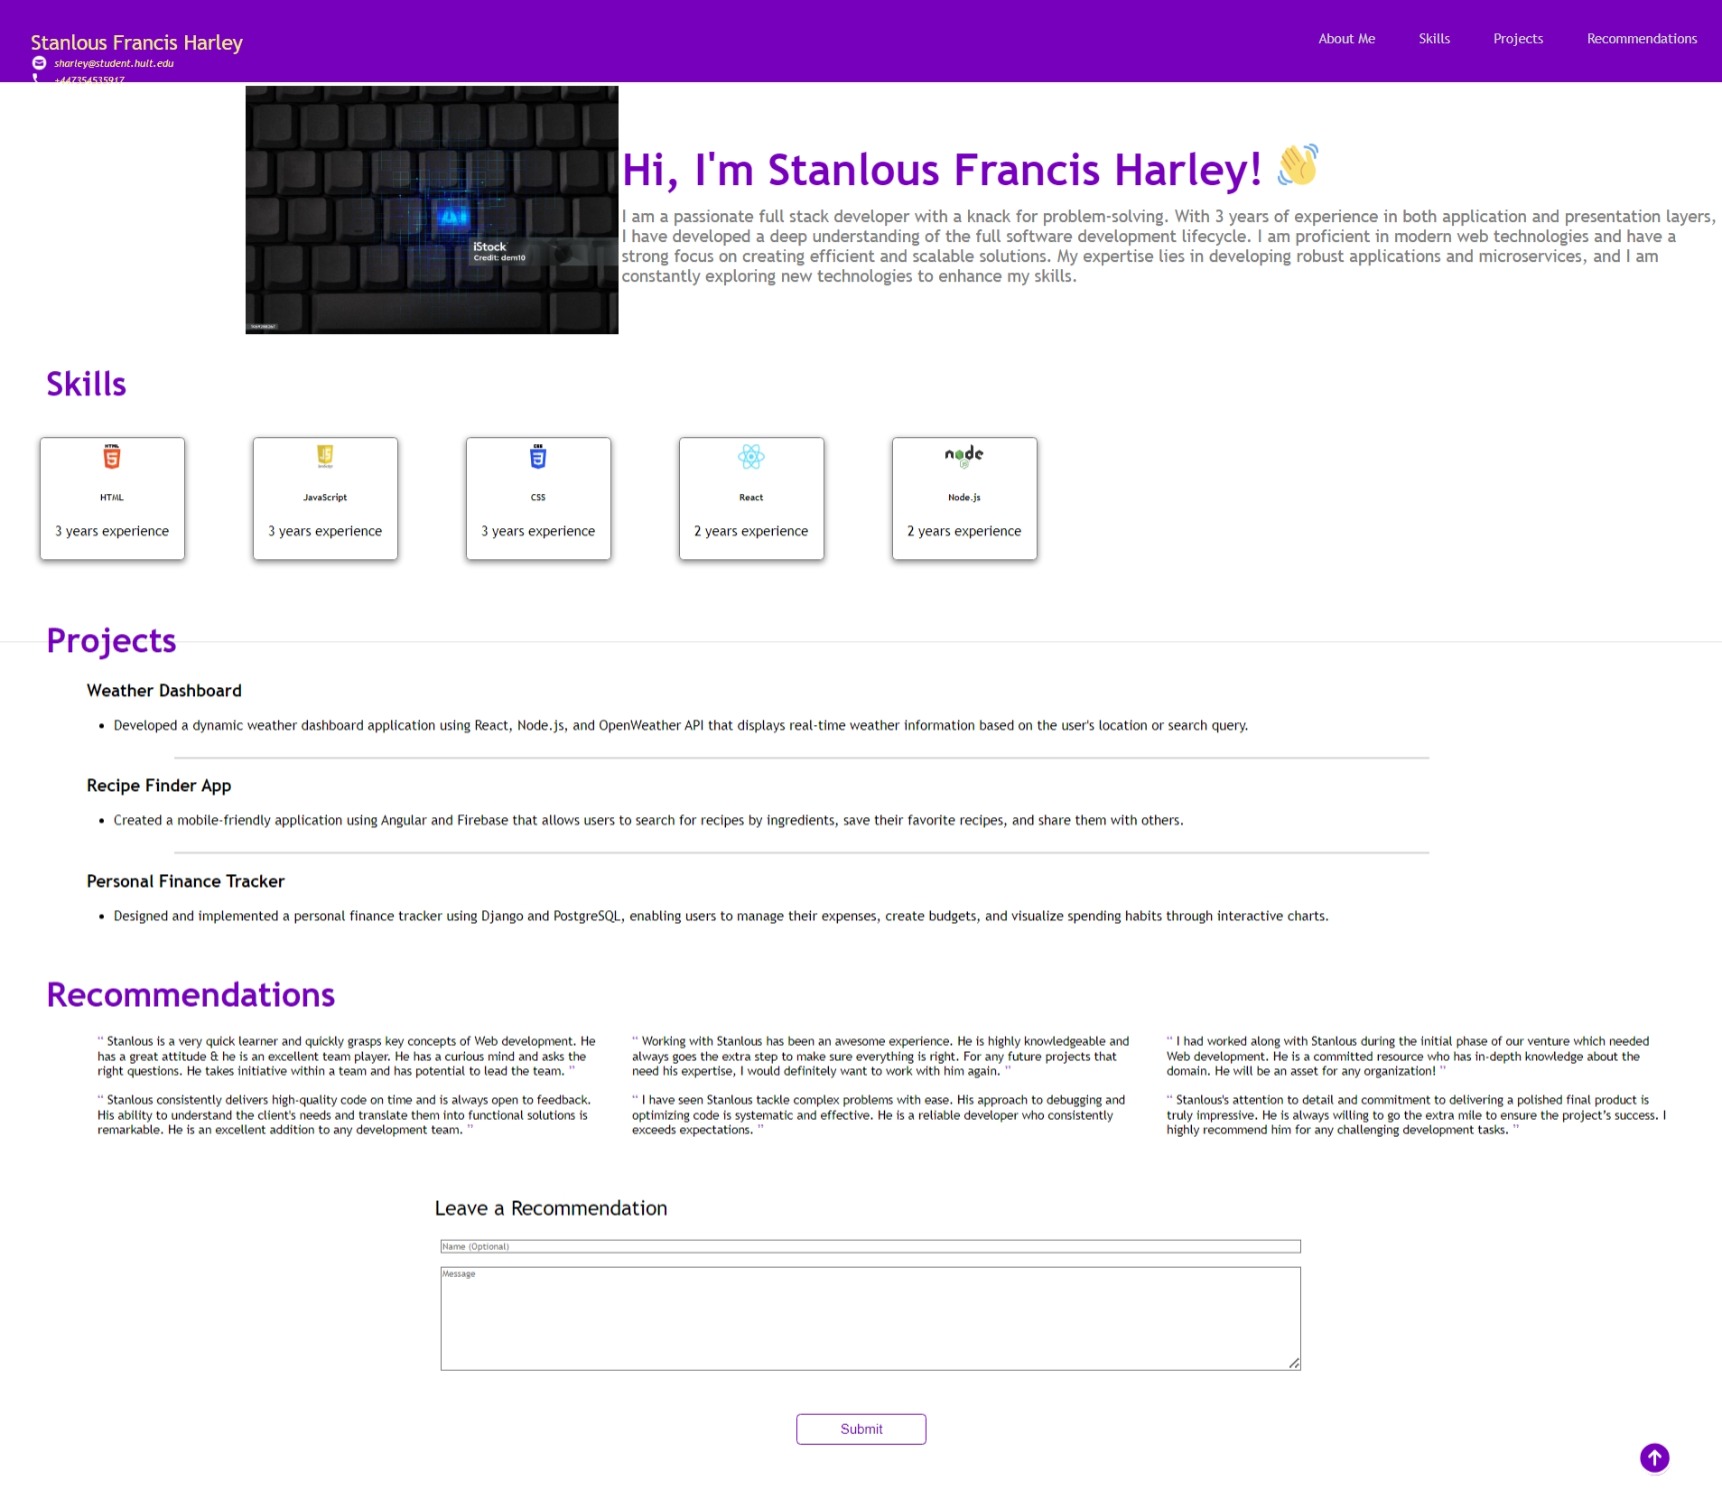 Stanlous Francis Harley
About Me
Skills
Projects
Recommendations
sharley@student.hult.edu
+447354535917
iStock
Credit: dem10
Hi, I'm Stanlous Francis Harley! 👋
I am a passionate full stack developer with a knack for problem-solving. With 3 years of experience in both application and presentation layers,
I have developed a deep understanding of the full software development lifecycle. I am proficient in modern web technologies and have a
strong focus on creating efficient and scalable solutions. My expertise lies in developing robust applications and microservices, and I am
constantly exploring new technologies to enhance my skills.
Skills
HTML
5
HTML
3 years experience
JS
JavaScript
3 years experience
CSS
3
CSS
3 years experience
React
2 years experience
node
JS
Node.js
2 years experience
Projects
Weather Dashboard
• Developed a dynamic weather dashboard application using React, Node.js, and OpenWeather API that displays real-time weather information based on the user's location or search query.
Recipe Finder App
• Created a mobile-friendly application using Angular and Firebase that allows users to search for recipes by ingredients, save their favorite recipes, and share them with others.
Personal Finance Tracker
• Designed and implemented a personal finance tracker using Django and PostgreSQL, enabling users to manage their expenses, create budgets, and visualize spending habits through interactive charts.
Recommendations
“ Stanlous is a very quick learner and quickly grasps key concepts of Web development. He
has a great attitude & he is an excellent team player. He has a curious mind and asks the
right questions. He takes initiative within a team and has potential to lead the team. ”
“ Working with Stanlous has been an awesome experience. He is highly knowledgeable and
always goes the extra step to make sure everything is right. For any future projects that
need his expertise, I would definitely want to work with him again. ”
“ I had worked along with Stanlous during the initial phase of our venture which needed
Web development. He is a committed resource who has in-depth knowledge about the
domain. He will be an asset for any organization! ”
“ Stanlous consistently delivers high-quality code on time and is always open to feedback.
His ability to understand the client's needs and translate them into functional solutions is
remarkable. He is an excellent addition to any development team. ”
“ I have seen Stanlous tackle complex problems with ease. His approach to debugging and
optimizing code is systematic and effective. He is a reliable developer who consistently
exceeds expectations. ”
“ Stanlous's attention to detail and commitment to delivering a polished final product is
truly impressive. He is always willing to go the extra mile to ensure the project’s success. I
highly recommend him for any challenging development tasks. ”
Leave a Recommendation
Name (Optional)
Message
Submit